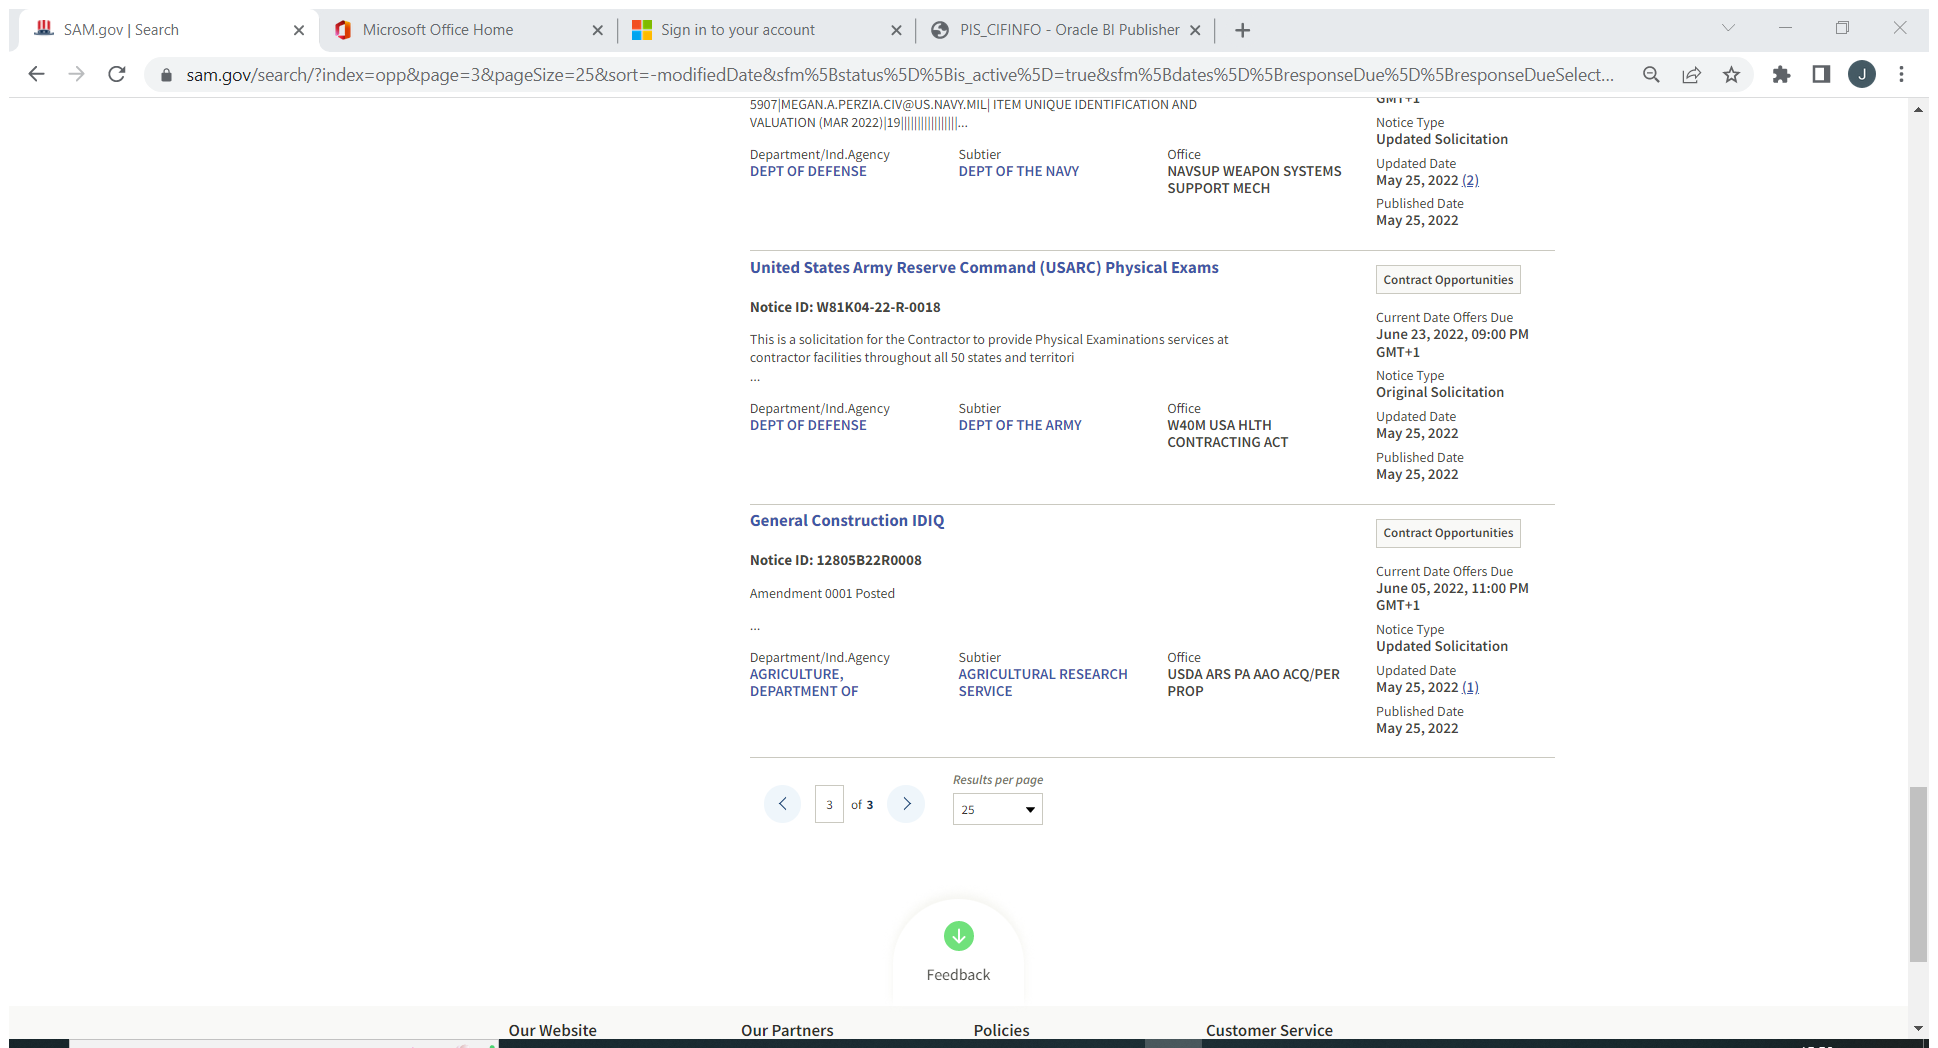 SAM.gov | Search
Microsoft Office Home
Sign in to your account
PIS_CIFINFO - Oracle BI Publisher
sam.gov/search/?index=opp&page=3&pageSize=25&sort=-modifiedDate&sfm%5Bstatus%5D%5Bis_active%5D=true&sfm%5Bdates%5D%5BresponseDue%5D%5BresponseDueSelect...
J
5907|MEGAN.A.PERZIA.CIV@US.NAVY.MIL| ITEM UNIQUE IDENTIFICATION AND
VALUATION (MAR 2022)|19||||||||||||||||...
Department/Ind.Agency
DEPT OF DEFENSE
Subtier
DEPT OF THE NAVY
Office
NAVSUP WEAPON SYSTEMS
SUPPORT MECH
GMT+1
Notice Type
Updated Solicitation
Updated Date
May 25, 2022 (2)
Published Date
May 25, 2022
United States Army Reserve Command (USARC) Physical Exams
Notice ID: W81K04-22-R-0018
This is a solicitation for the Contractor to provide Physical Examinations services at
contractor facilities throughout all 50 states and territori
...
Department/Ind.Agency
DEPT OF DEFENSE
Subtier
DEPT OF THE ARMY
Office
W40M USA HLTH
CONTRACTING ACT
Contract Opportunities
Current Date Offers Due
June 23, 2022, 09:00 PM
GMT+1
Notice Type
Original Solicitation
Updated Date
May 25, 2022
Published Date
May 25, 2022
General Construction IDIQ
Notice ID: 12805B22R0008
Amendment 0001 Posted
...
Department/Ind.Agency
AGRICULTURE,
DEPARTMENT OF
Subtier
AGRICULTURAL RESEARCH
SERVICE
Office
USDA ARS PA AAO ACQ/PER
PROP
Contract Opportunities
Current Date Offers Due
June 05, 2022, 11:00 PM
GMT+1
Notice Type
Updated Solicitation
Updated Date
May 25, 2022 (1)
Published Date
May 25, 2022
3 of 3
Results per page
25
Feedback
Our Website
Our Partners
Policies
Customer Service